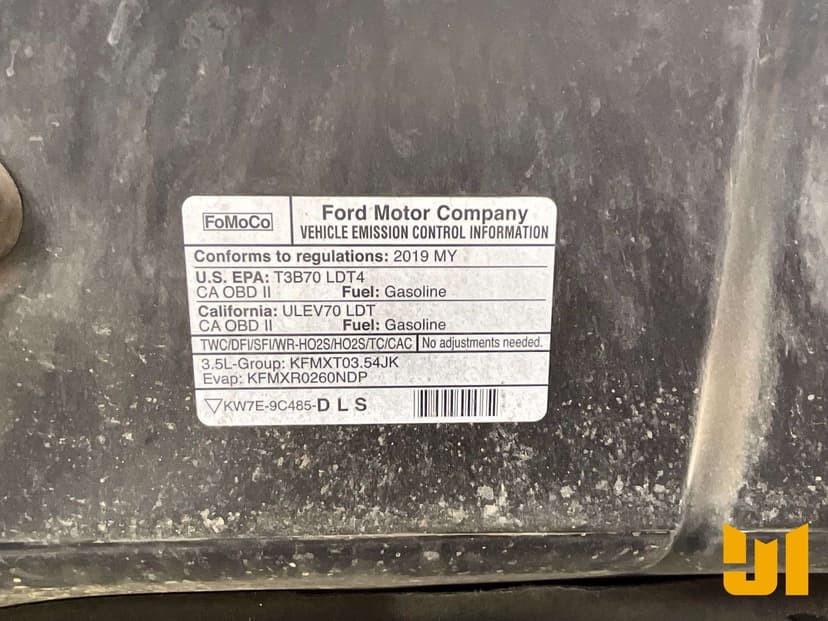 FoMoCo
Ford Motor Company
VEHICLE EMISSION CONTROL INFORMATION
Conforms to regulations: 2019 MY
U.S. EPA: T3B70 LDT4
CA OBD II Fuel: Gasoline
California: ULEV70 LDT
CA OBD II Fuel: Gasoline
TWC/DFI/SFI/WR-HO2S/HO2S/TC/CAC No adjustments needed.
3.5L-Group: KFMXT03.54JK
Evap: KFMXR0260NDP
KW7E-9C485-D L S